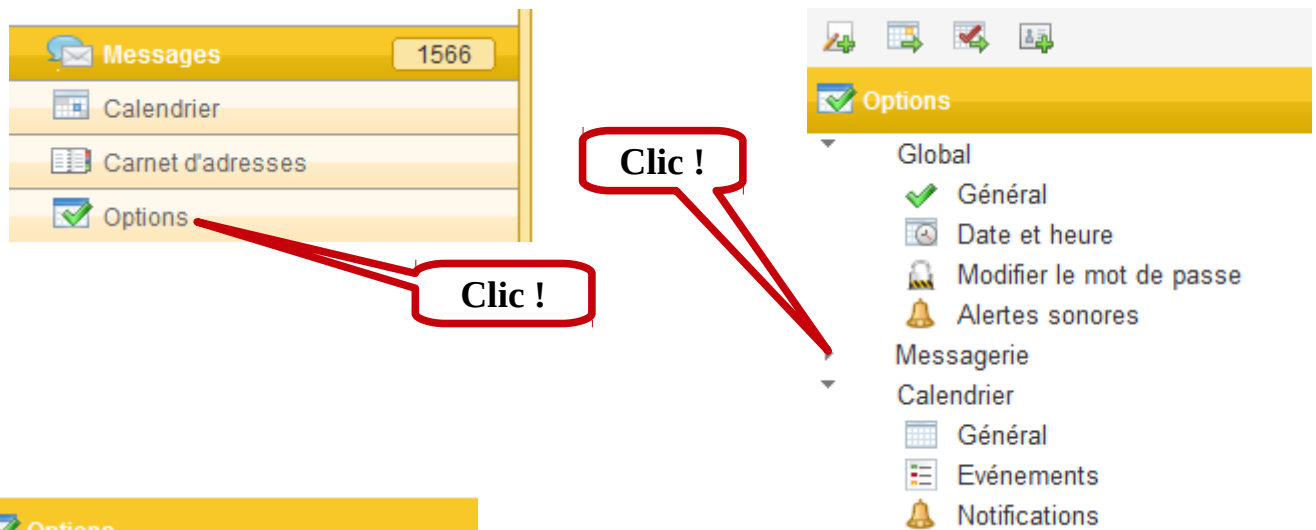 Messages 1566
Calendrier
Carnet d'adresses
Options
Clic !
Clic !
Options
Global
Général
Date et heure
Modifier le mot de passe
Alertes sonores
Messagerie
Calendrier
Général
Evénements
Notifications
Options